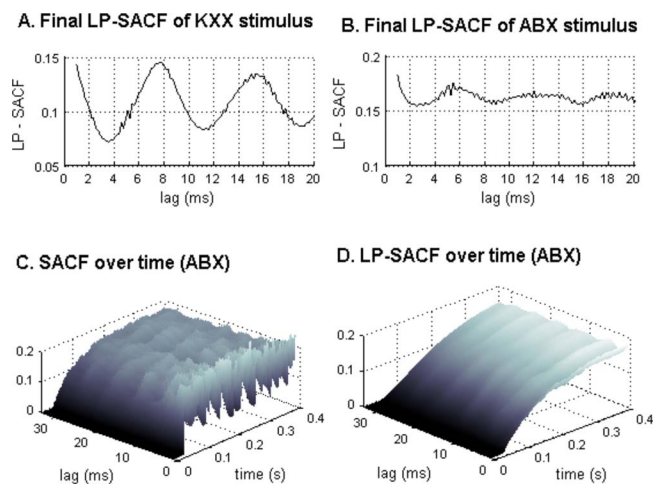 A. Final LP-SACF of KXX stimulus
0.15
0.1
0.05
LP - SACF
0 2 4 6 8 10 12 14 16 18 20
lag (ms)
B. Final LP-SACF of ABX stimulus
0.2
0.15
0.1
LP - SACF
0 2 4 6 8 10 12 14 16 18 20
lag (ms)
C. SACF over time (ABX)
0.2
0.1
0
30 20 10 0
lag (ms)
0 0.1 0.2 0.3 0.4
time (s)
D. LP-SACF over time (ABX)
0.2
0.1
0
30 20 10 0
lag (ms)
0 0.1 0.2 0.3 0.4
time (s)